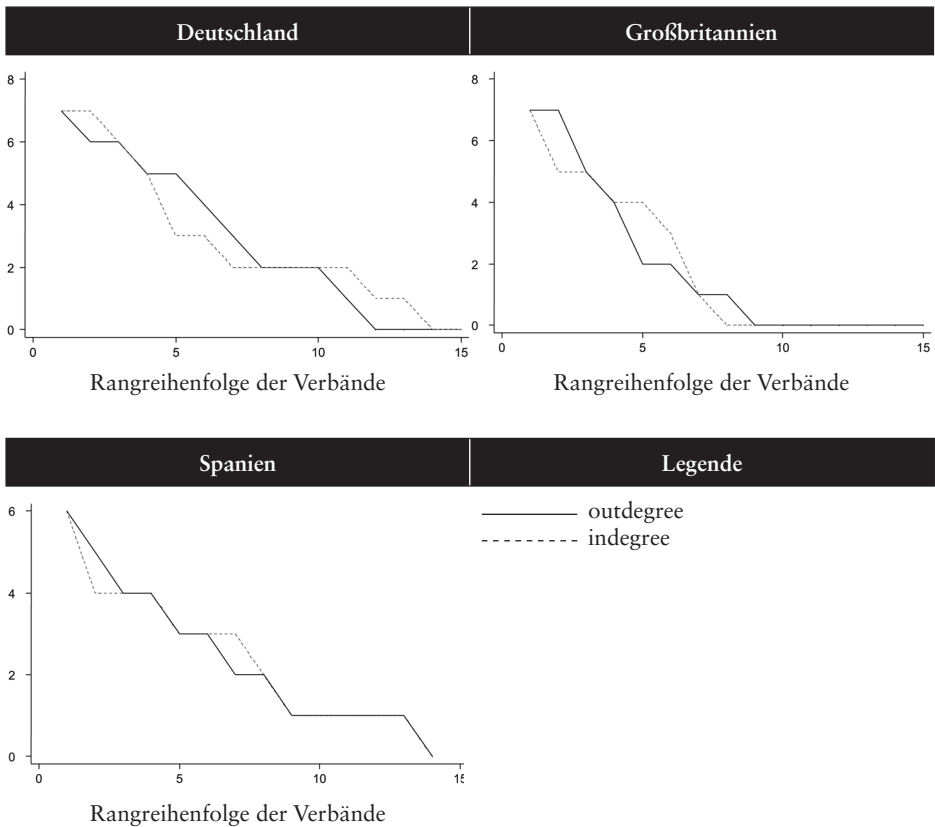 Deutschland
Großbritannien
8
6
4
2
0
0 5 10 15
Rangreihenfolge der Verbände
8
6
4
2
0
0 5 10 15
Rangreihenfolge der Verbände
Spanien
Legende
6
4
2
0
0 5 10 15
Rangreihenfolge der Verbände
outdegree
indegree